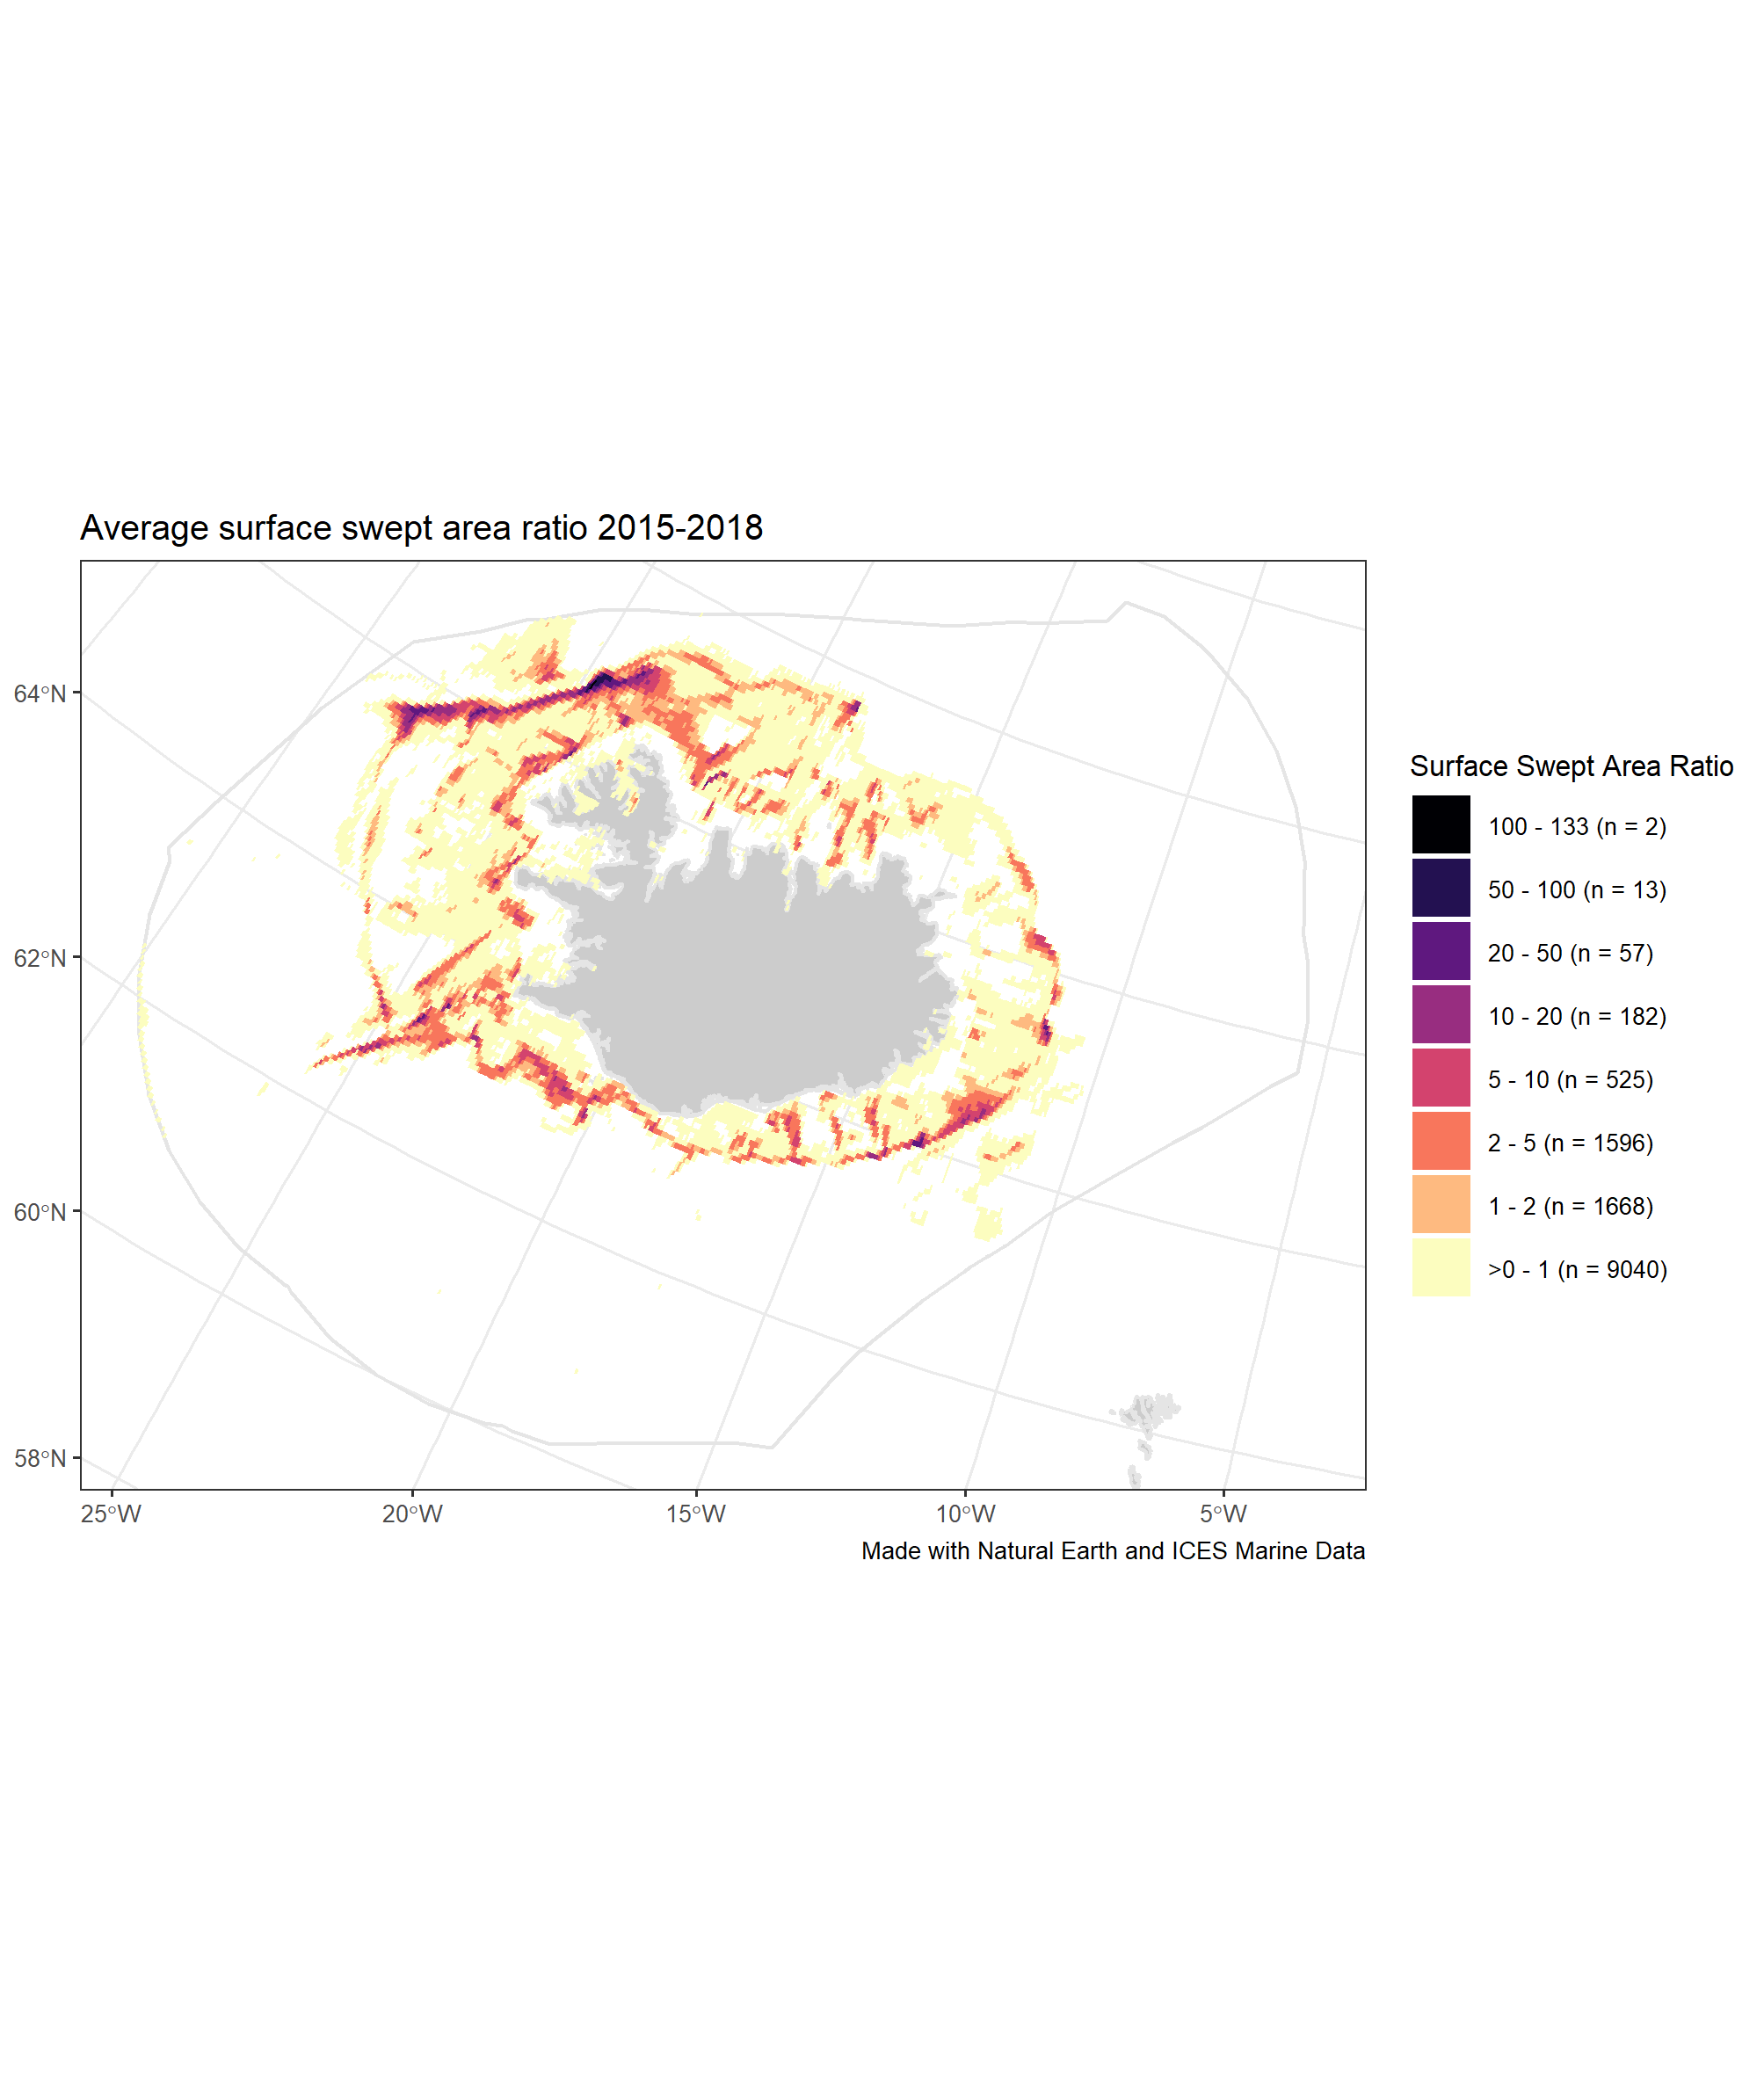 Average surface swept area ratio 2015-2018
64°N
62°N
60°N
58°N
25°W
20°W
15°W
10°W
5°W
Made with Natural Earth and ICES Marine Data
Surface Swept Area Ratio
100 - 133 (n = 2)
50 - 100 (n = 13)
20 - 50 (n = 57)
10 - 20 (n = 182)
5 - 10 (n = 525)
2 - 5 (n = 1596)
1 - 2 (n = 1668)
>0 - 1 (n = 9040)